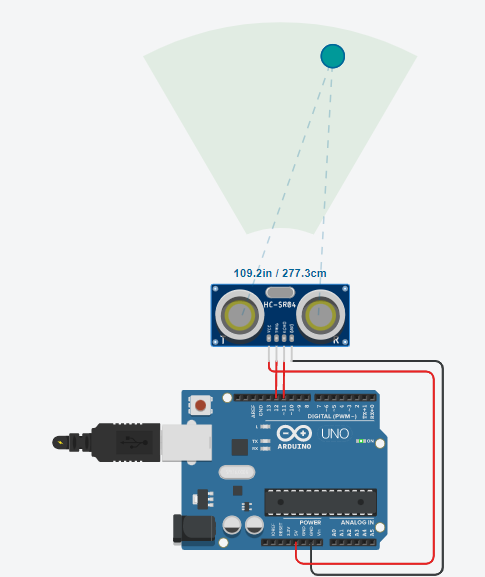 109.2in / 277.3cm
HC-SR04
T
R
VCC
TRIG
ECHO
GND
AREF
GND
13
12
~11
~10
~9
8
7
~6
~5
4
~3
2
TX→1
RX←0
DIGITAL (PWM~)
L
TX
RX
ARDUINO
UNO
ON
POWER
ANALOG IN
IOREF
RESET
3.3V
5V
GND
GND
Vin
A0
A1
A2
A3
A4
A5